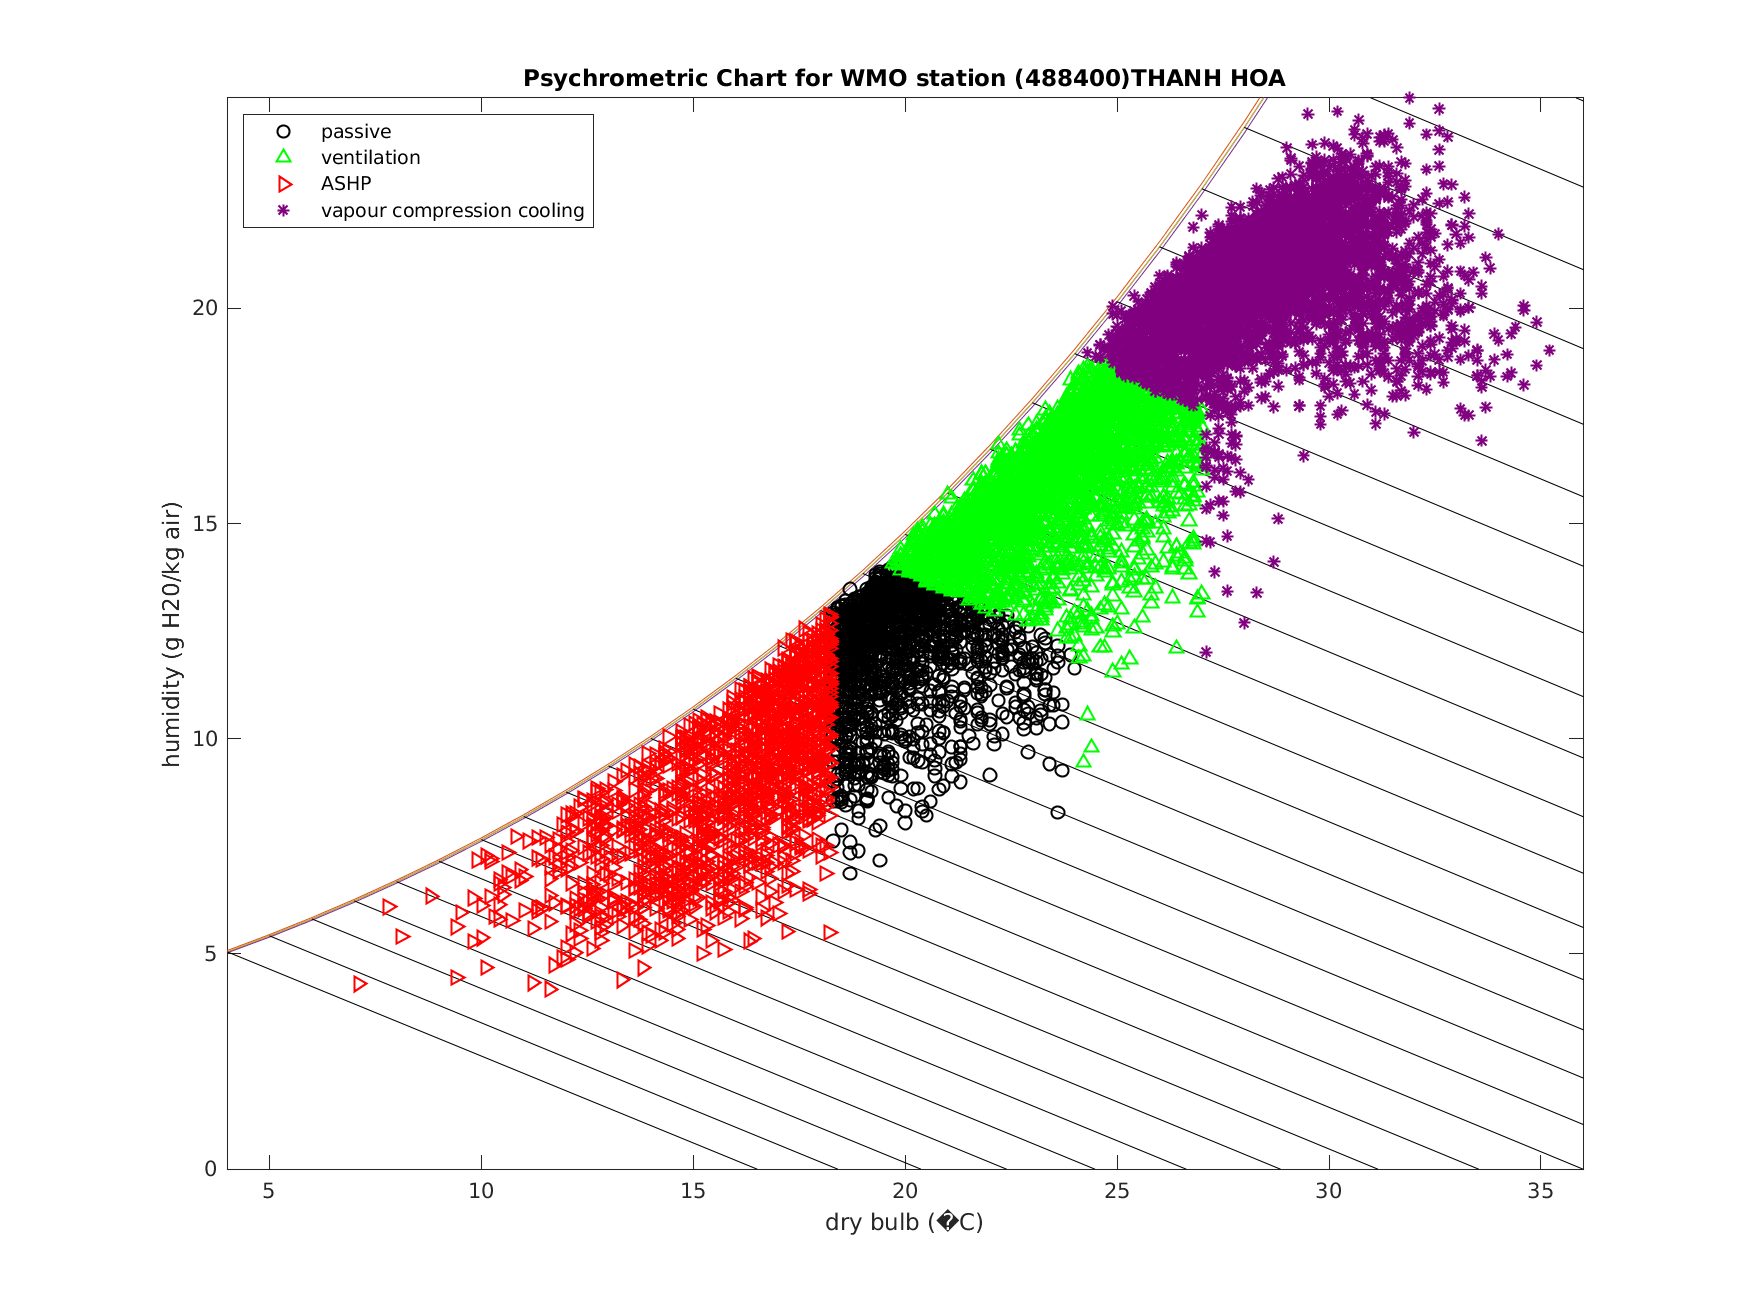 Psychrometric Chart for WMO station (488400)THANH HOA
passive
ventilation
ASHP
vapour compression cooling
humidity (g H20/kg air)
20
15
10
5
0
5 10 15 20 25 30 35
dry bulb (�C)